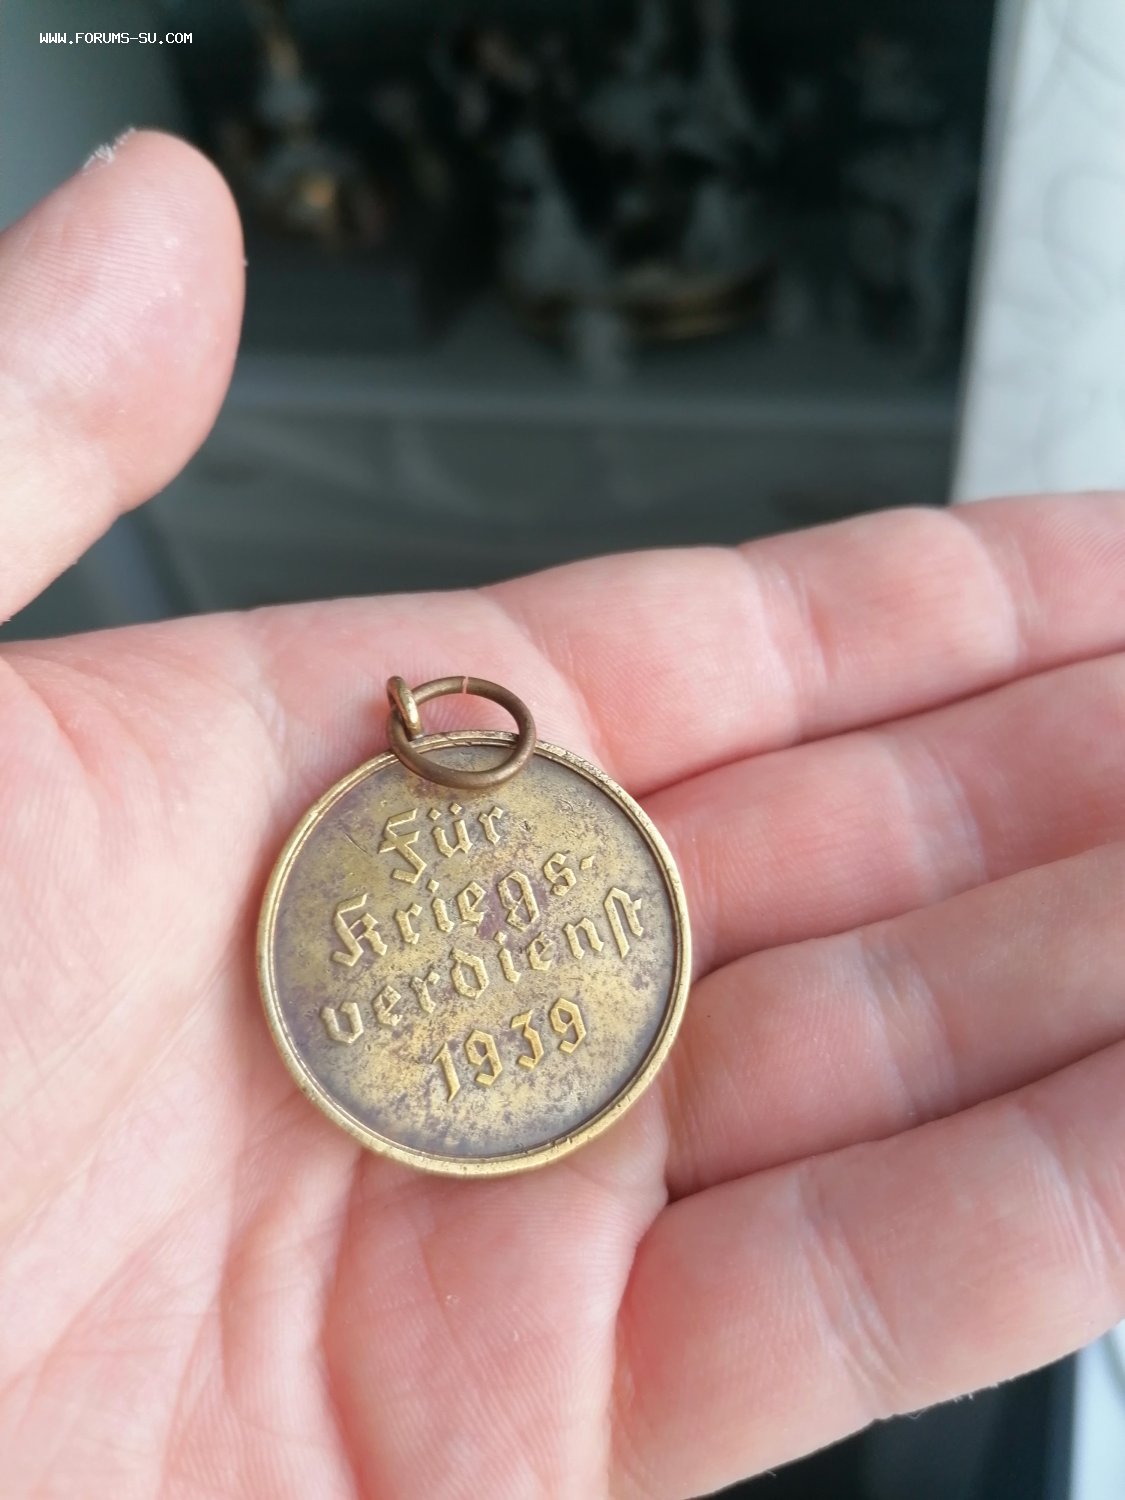 WWW.FORUMS-SU.COM
Für
Kriegs-
verdienst
1939